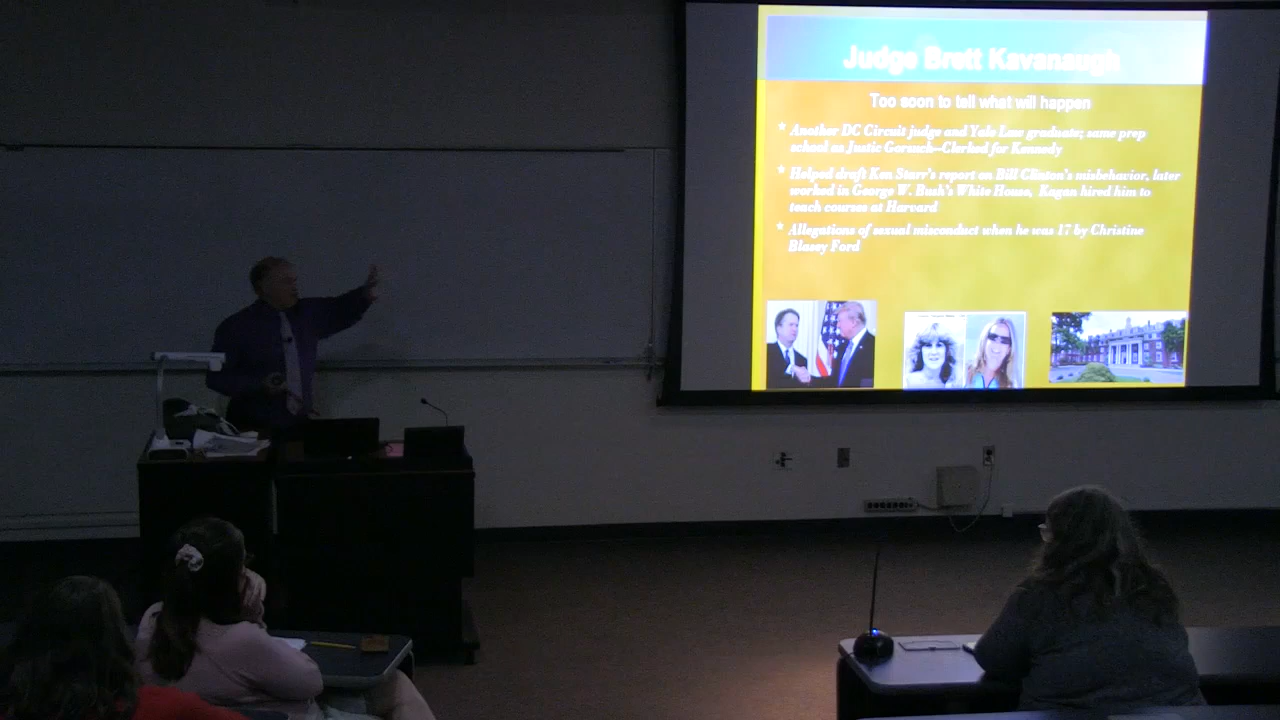 Judge Brett Kavanaugh
Too soon to tell what will happen
* Another DC Circuit judge and Yale Law graduate; same prep
school as Justic Gorsuch--Clerked for Kennedy
* Helped draft Ken Starr's report on Bill Clinton's misbehavior, later
worked in George W. Bush's White House, Kagan hired him to
teach courses at Harvard
* Allegations of sexual misconduct when he was 17 by Christine
Blasey Ford